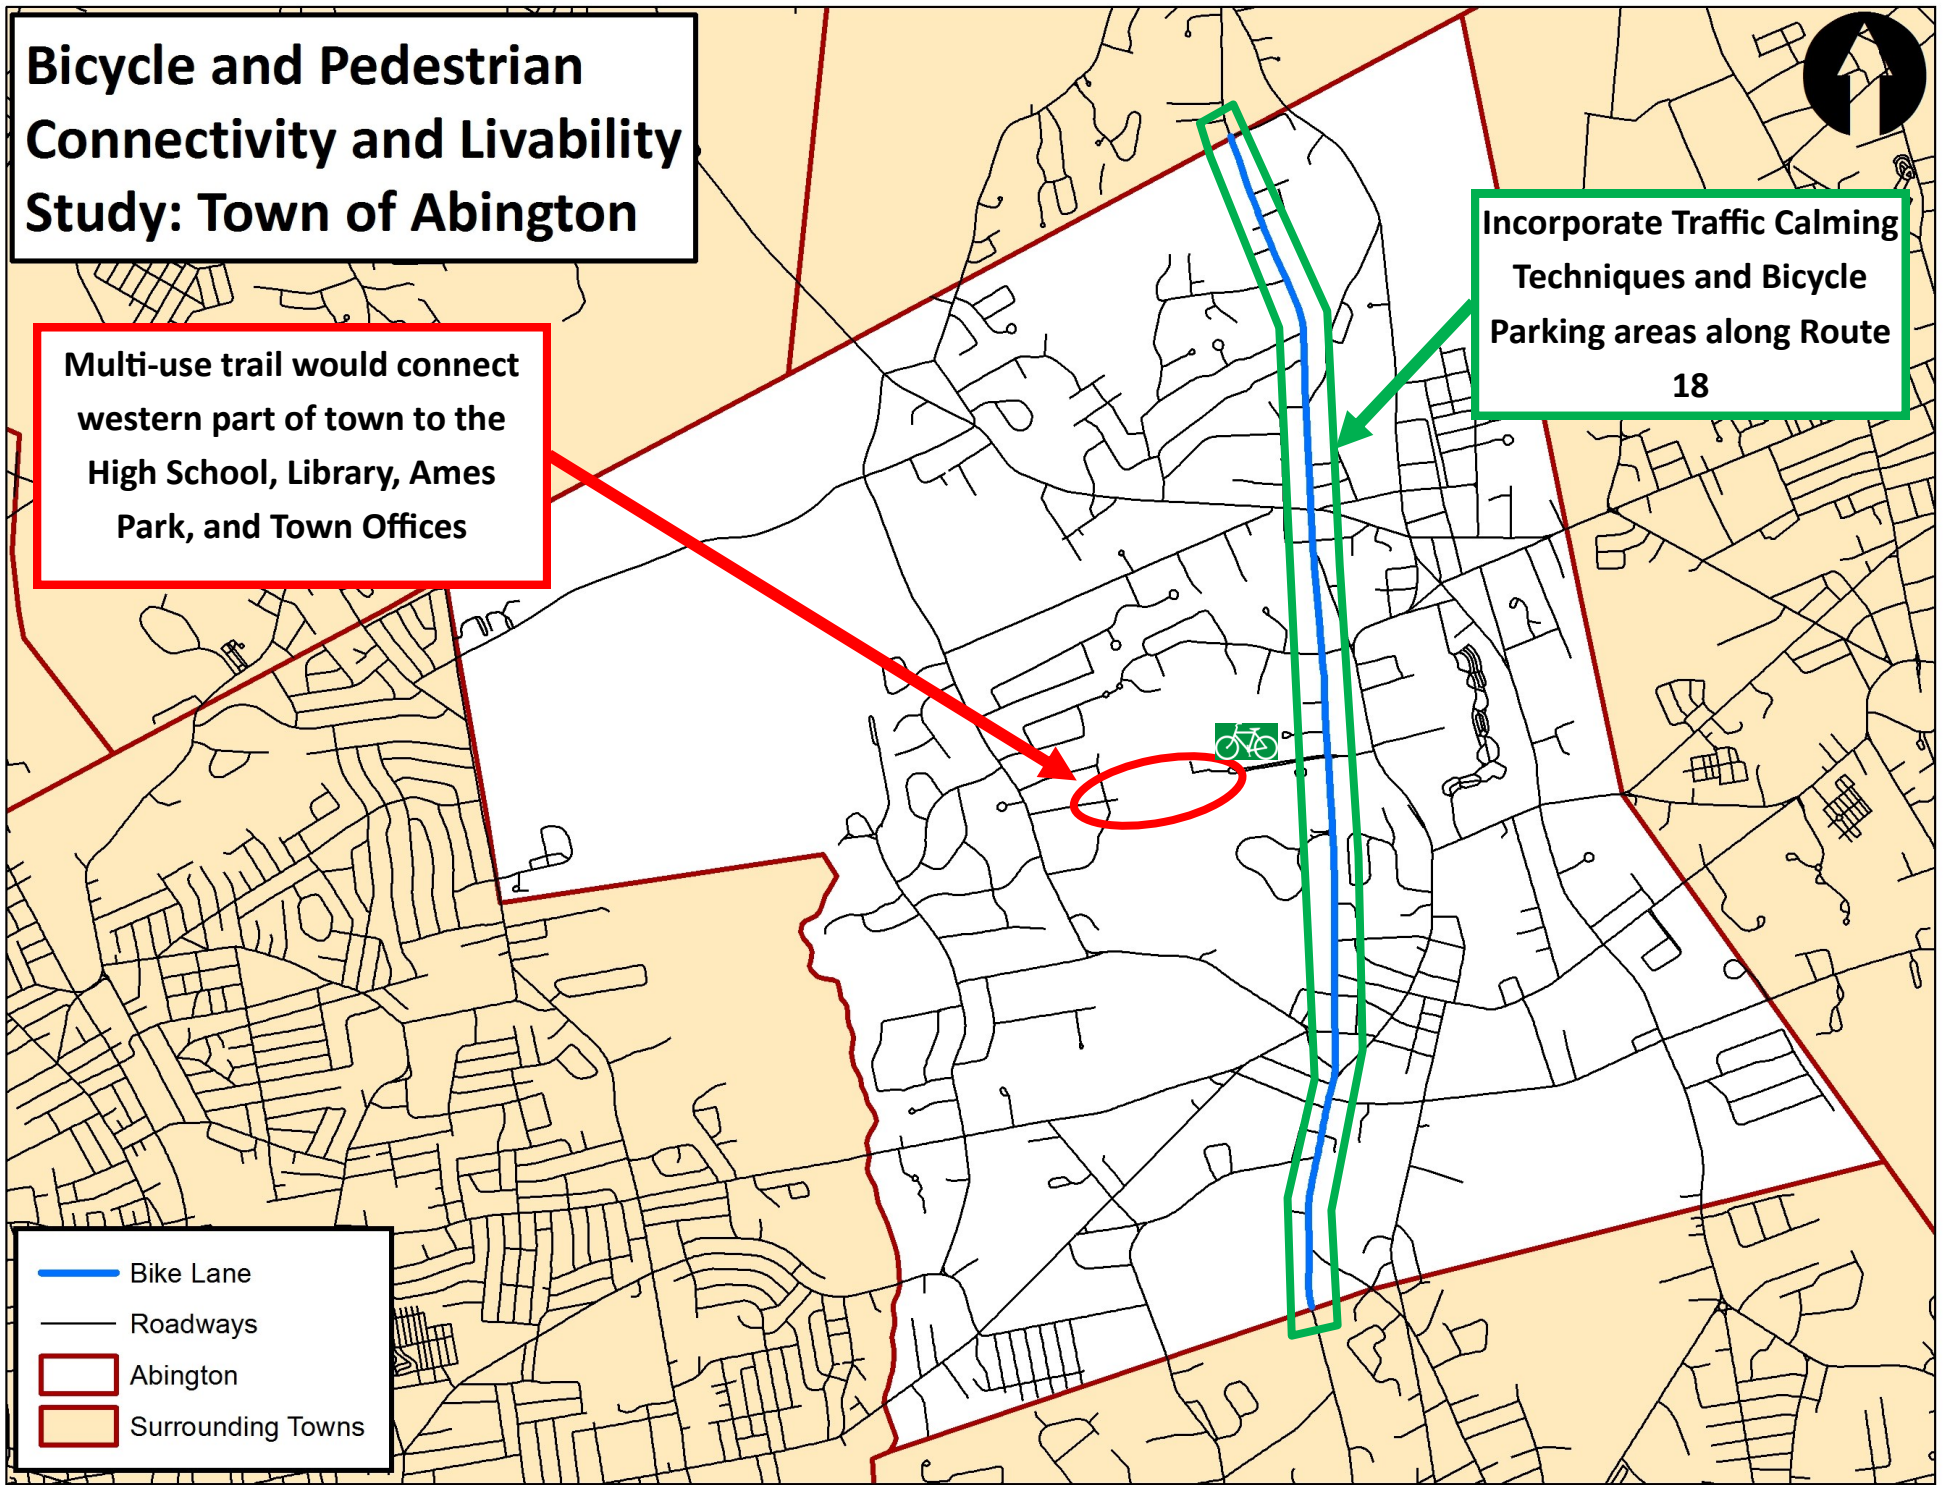 Bicycle and Pedestrian
Connectivity and Livability
Study: Town of Abington
Incorporate Traffic Calming
Techniques and Bicycle
Parking areas along Route
18
Multi-use trail would connect
western part of town to the
High School, Library, Ames
Park, and Town Offices
Bike Lane
Roadways
Abington
Surrounding Towns